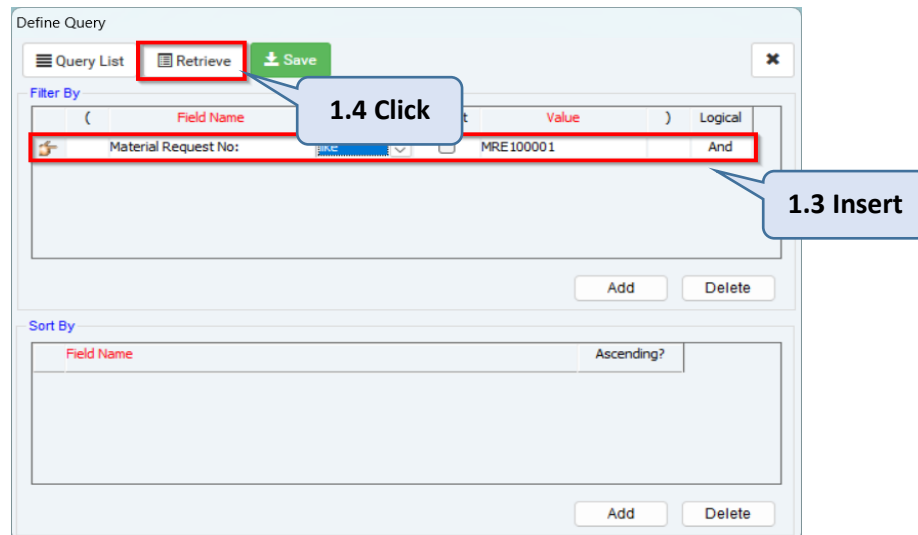 Define Query
Query List Retrieve Save
Filter By
( Field Name t Value ) Logical
Material Request No: like MRE100001 And
1.4 Click
1.3 Insert
Add Delete
Sort By
Field Name Ascending?
Add Delete